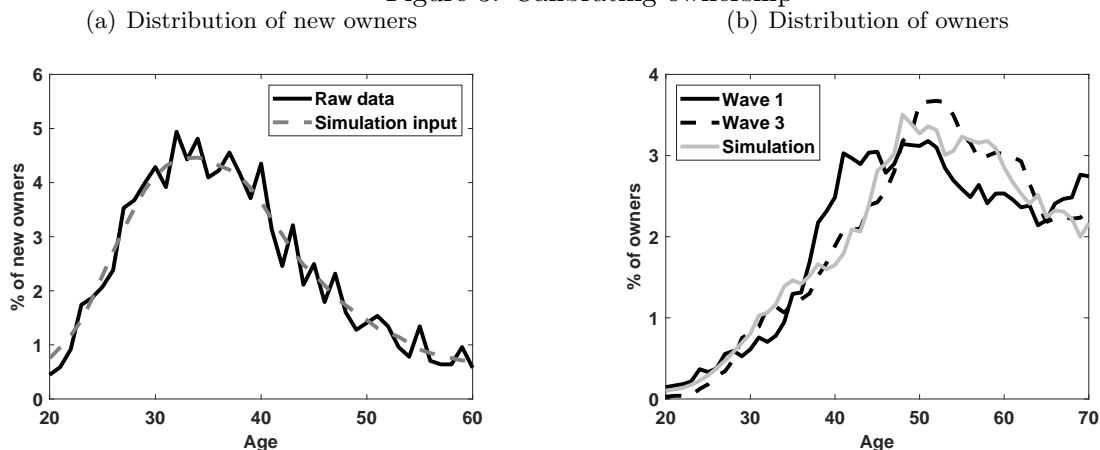 (a) Distribution of new owners
(b) Distribution of owners
6
5
4
3
2
1
0
% of new owners
Raw data
Simulation input
20
30
40
50
60
Age
4
3
2
1
0
% of owners
Wave 1
Wave 3
Simulation
20
30
40
50
60
70
Age